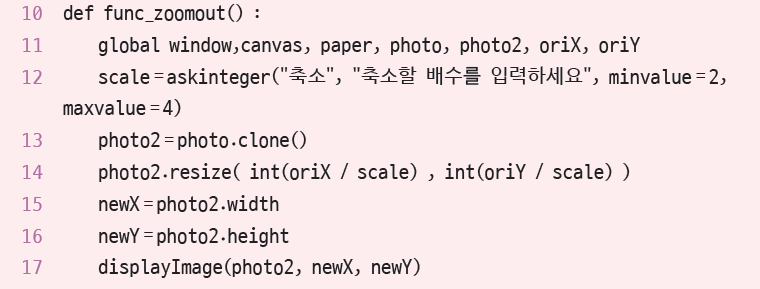 10 def func_zoomout() :
11 global window,canvas, paper, photo, photo2, oriX, oriY
12 scale=askinteger("축소", "축소할 배수를 입력하세요", minvalue=2,
maxvalue=4)
13 photo2=photo.clone()
14 photo2.resize( int(oriX / scale) , int(oriY / scale) )
15 newX=photo2.width
16 newY=photo2.height
17 displayImage(photo2, newX, newY)